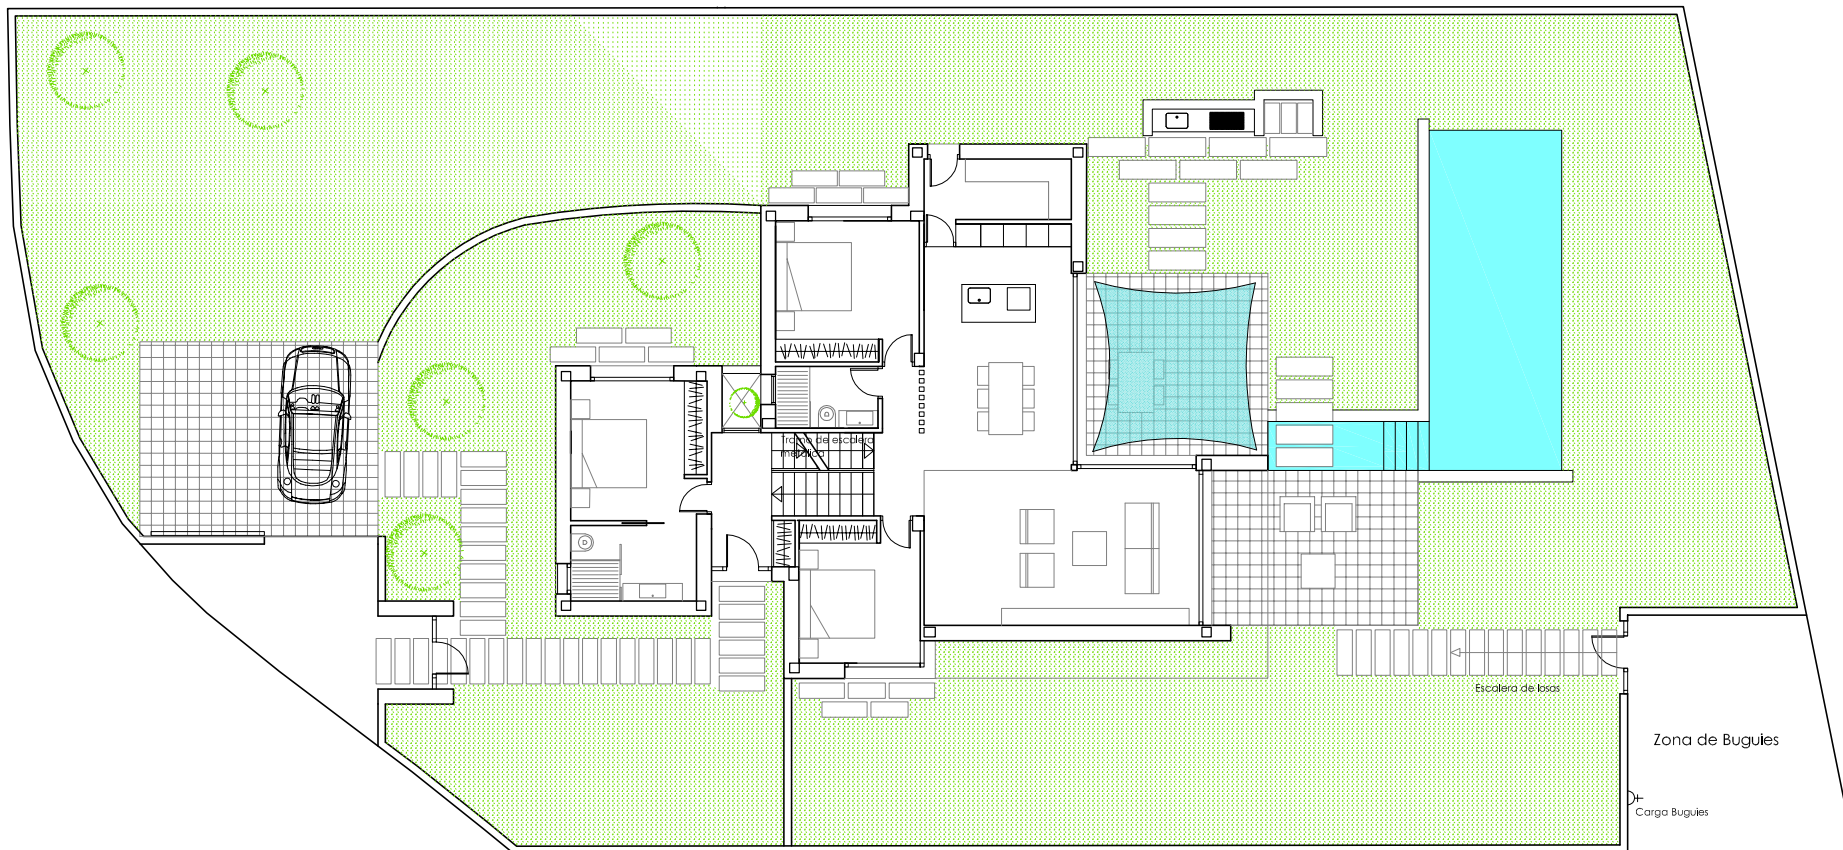 Tramo de escalera
metálica
Escalera de losas
Zona de Buguies
Carga Buguies